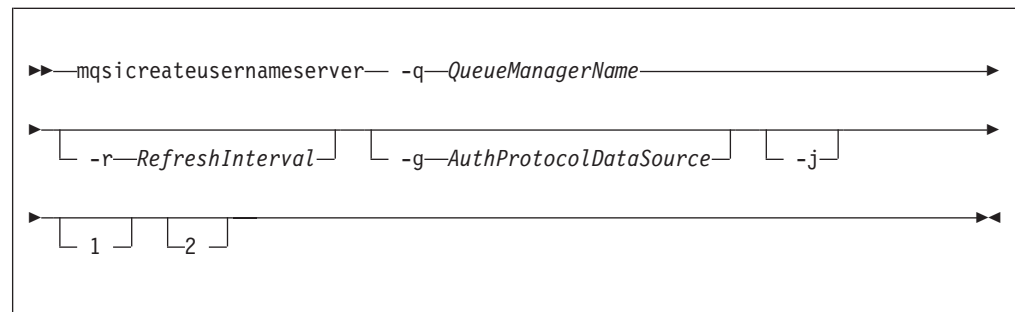 mqsicreateusernameserver -q QueueManagerName
-r RefreshInterval -g AuthProtocolDataSource -j
1 2